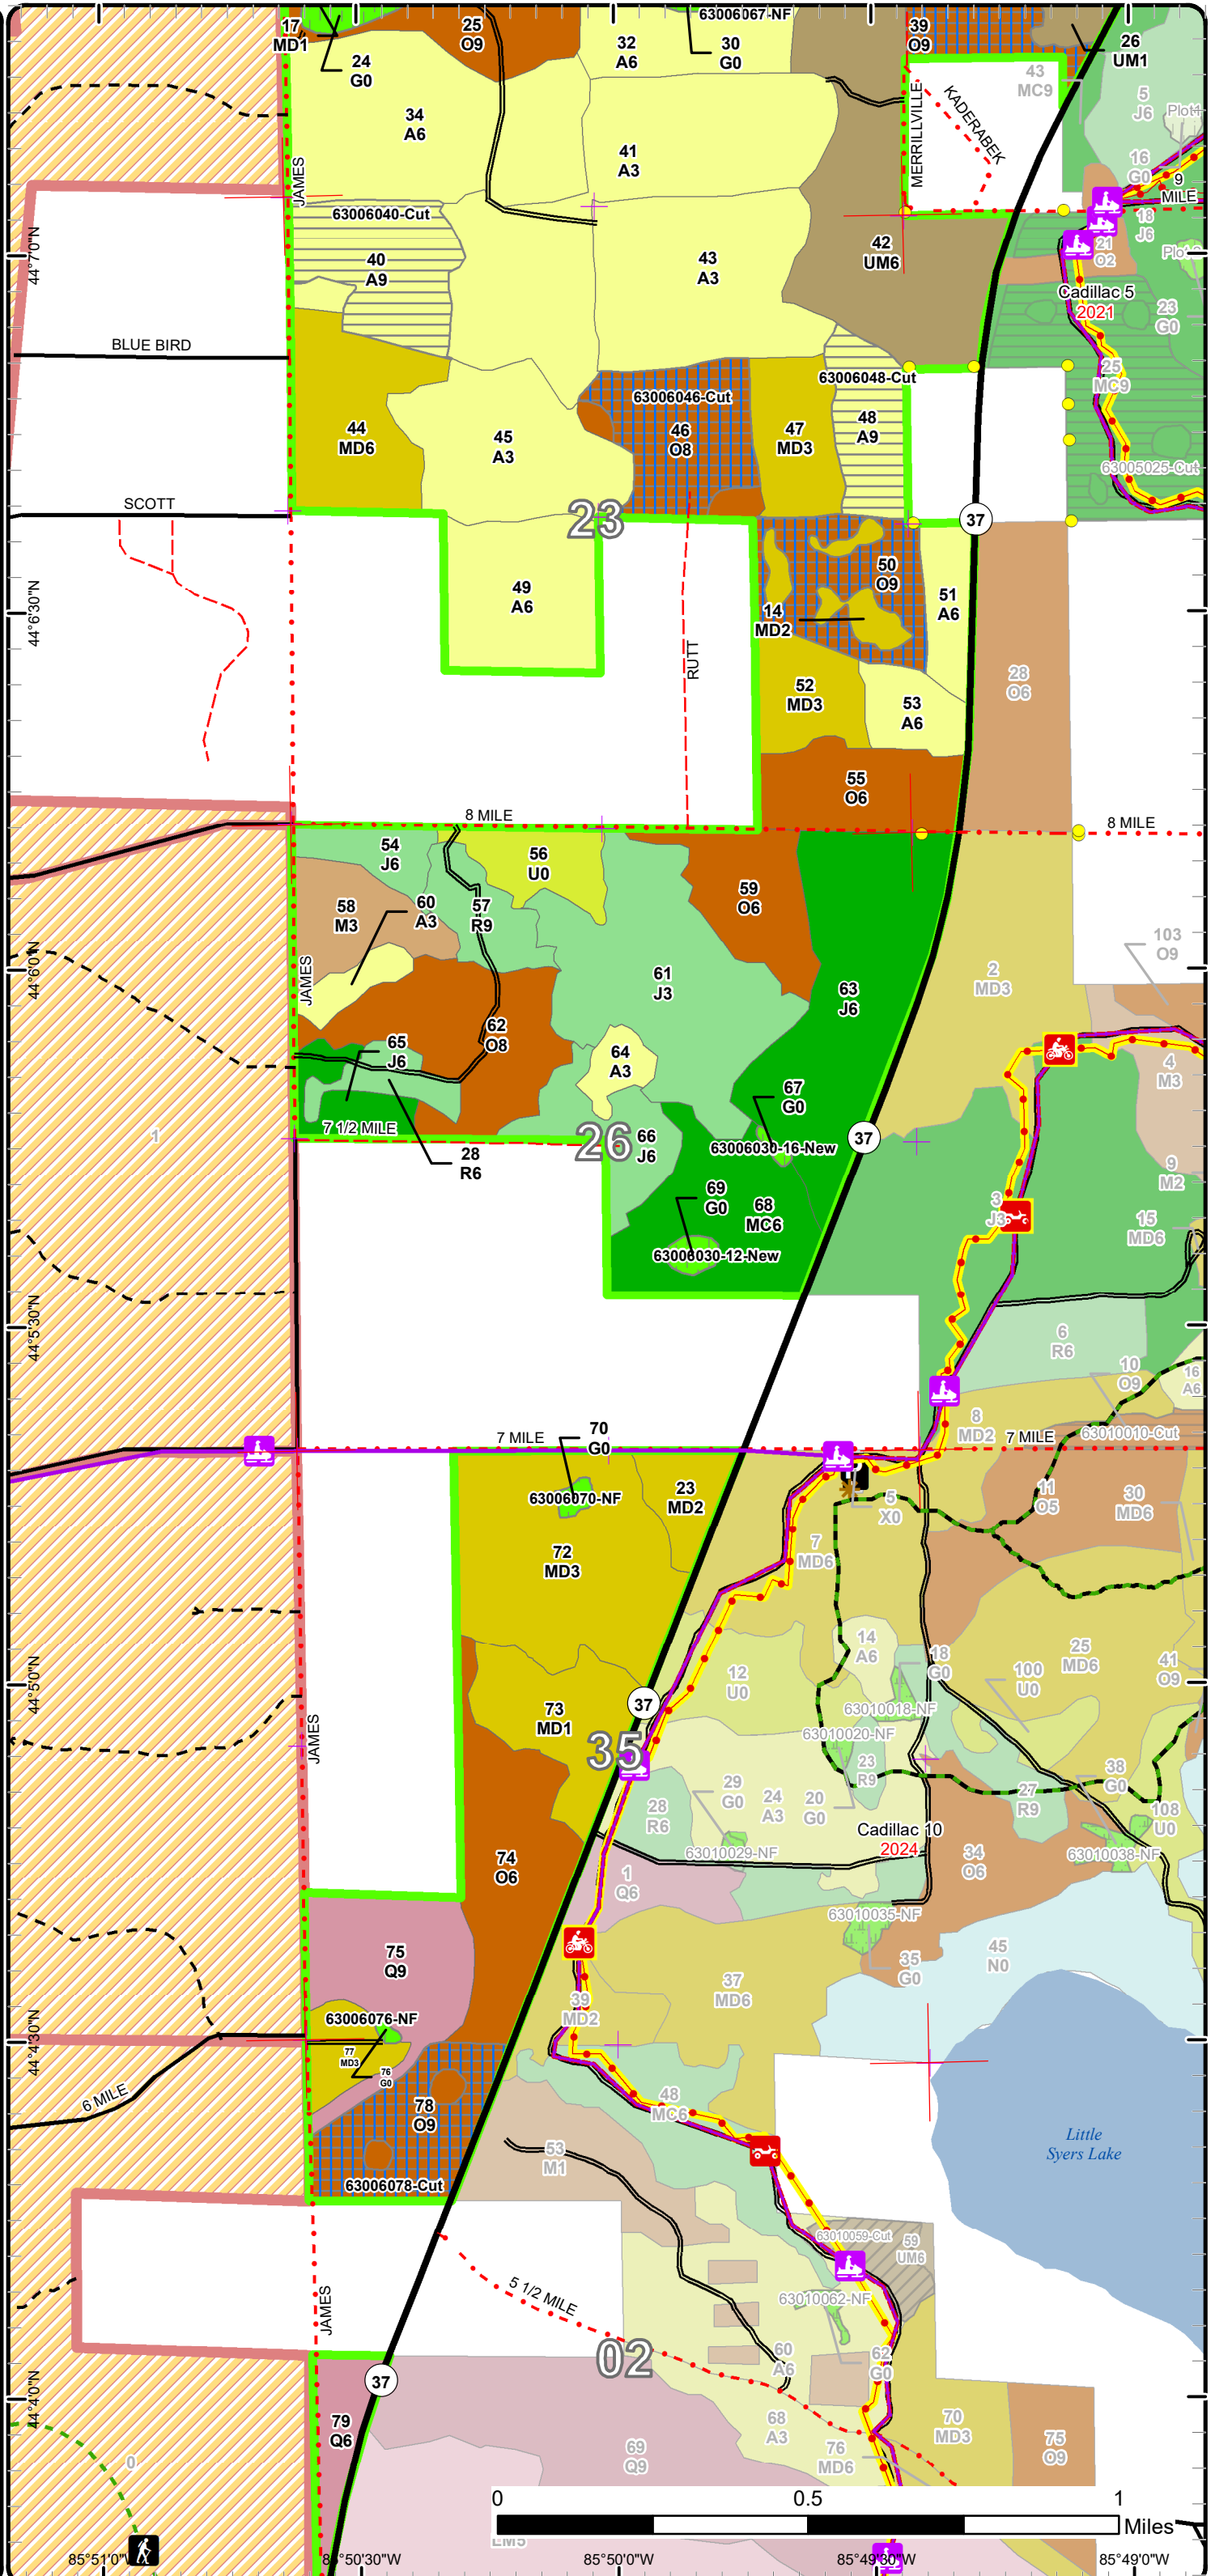 17
MD1
24
G0
25
O9
32
A6
63006067-NF
30
G0
39
O9
26
UM1
43
MC9
5
J6
Plot1
34
A6
41
A3
MERRILLVILLE
KADERABEK
16
G0
9
MILE
JAMES
63006040-Cut
18
J6
40
A9
43
A3
42
UM6
21
O2
44°7'0"N
Cadillac 5
2021
23
G0
BLUE BIRD
63006048-Cut
25
MC9
63006046-Cut
44
MD6
45
A3
46
O8
47
MD3
48
A9
63005025-Cut
SCOTT
23
37
49
A6
50
O9
51
A6
14
MD2
44°6'30"N
RUTT
52
MD3
53
A6
28
O6
55
O6
8 MILE
8 MILE
54
J6
56
U0
59
O6
58
M3
60
A3
57
R9
103
O9
JAMES
44°6'0"N
61
J3
63
J6
2
MD3
62
O8
65
J6
64
A3
4
M3
67
G0
7 1/2 MILE
26
66
J6
63006030-16-New
37
28
R6
9
M2
69
G0
68
MC6
3
J3
15
MD6
63006030-12-New
44°5'30"N
6
R6
10
O9
16
A6
70
G0
7 MILE
8
MD2
7 MILE
63010010-Cut
63006070-NF
23
MD2
5
X0
11
O5
30
MD6
72
MD3
7
MD6
14
A6
18
G0
25
MD6
41
O9
12
U0
100
U0
44°5'0"N
73
MD1
37
63010018-NF
JAMES
35
63010020-NF
23
R9
29
G0
24
A3
20
G0
38
G0
28
R6
27
R9
108
U0
Cadillac 10
2024
74
O6
63010029-NF
34
O6
63010038-NF
1
Q6
63010035-NF
75
Q9
45
N0
35
G0
37
MD6
39
MD2
63006076-NF
44°4'30"N
77
MD3
76
G0
6 MILE
78
O9
48
MC6
Little
Syers Lake
53
M1
63006078-Cut
63010059-Cut
59
UM6
5 1/2 MILE
63010062-NF
JAMES
02
60
A6
62
G0
37
44°4'0"N
79
Q6
68
A3
70
MD3
75
O9
69
Q9
76
MD6
1
0
0
0.5
1
Miles
EM5
85°51'0"W
85°50'30"W
85°50'0"W
85°49'30"W
85°49'0"W